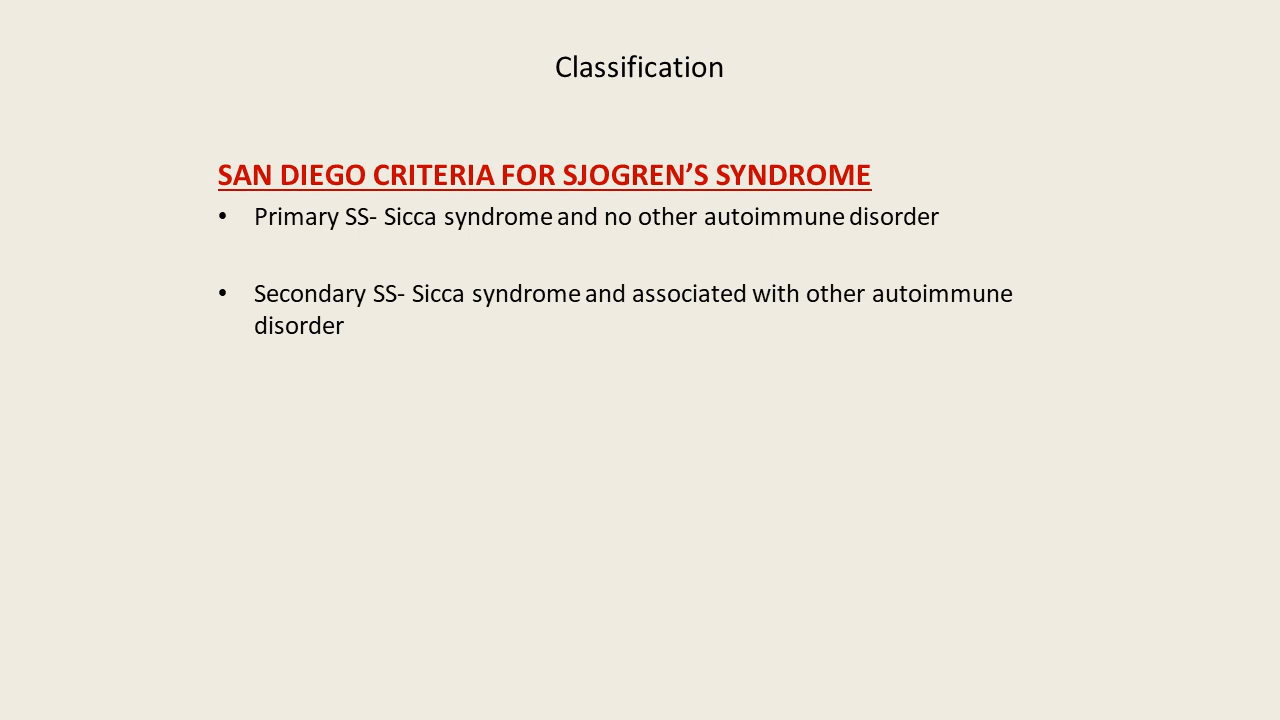 Classification
SAN DIEGO CRITERIA FOR SJOGREN’S SYNDROME
• Primary SS- Sicca syndrome and no other autoimmune disorder
• Secondary SS- Sicca syndrome and associated with other autoimmune
disorder